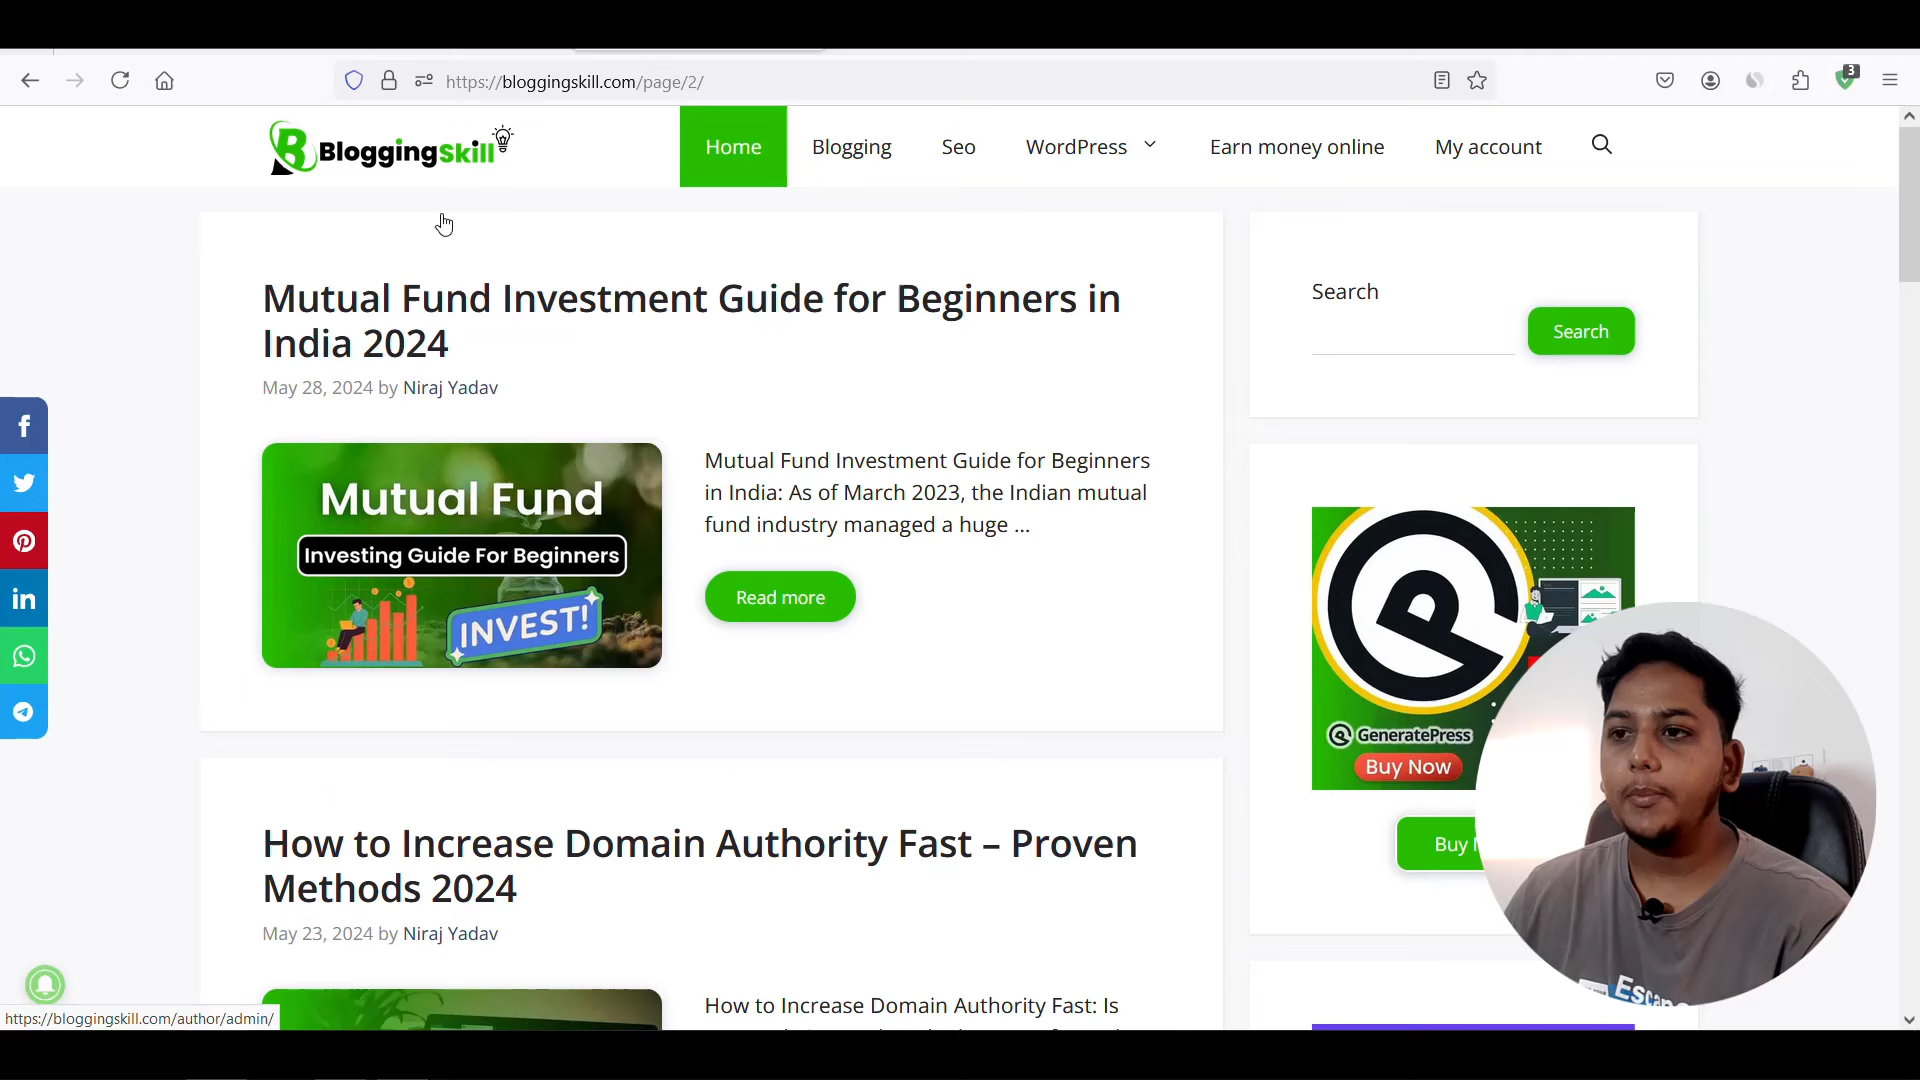 https://bloggingskill.com/page/2/
3
BloggingSkill
Home
Blogging
Seo
WordPress
Earn money online
My account
Mutual Fund Investment Guide for Beginners in
India 2024
May 28, 2024 by Niraj Yadav
Mutual Fund
Investing Guide For Beginners
INVEST!
Mutual Fund Investment Guide for Beginners
in India: As of March 2023, the Indian mutual
fund industry managed a huge ...
Read more
How to Increase Domain Authority Fast – Proven
Methods 2024
May 23, 2024 by Niraj Yadav
How to Increase Domain Authority Fast: Is
Search
Search
GeneratePress
Buy Now
Buy
https://bloggingskill.com/author/admin/